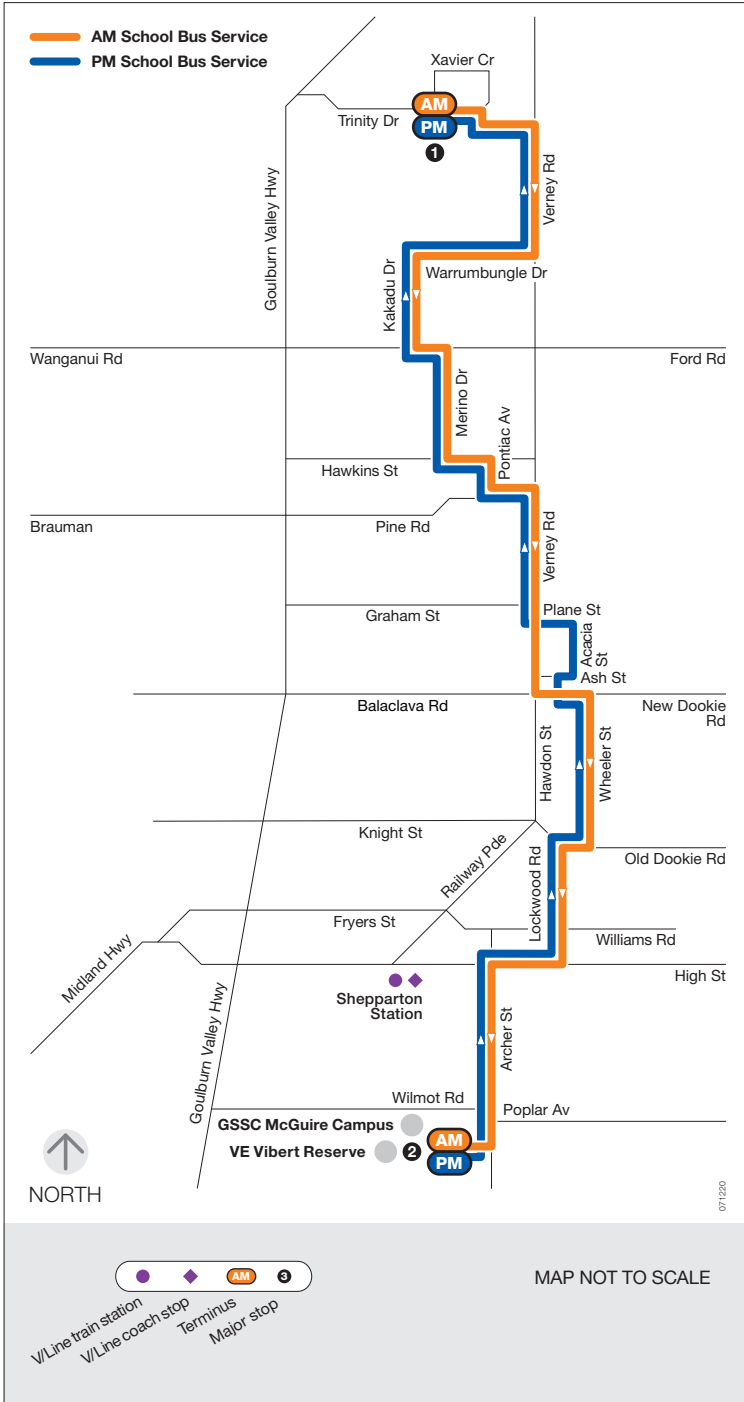 AM School Bus Service
PM School Bus Service
Xavier Cr
AM
Trinity Dr
PM
1
Verney Rd
Goulburn Valley Hwy
Warrumbungle Dr
Kakadu Dr
Wanganui Rd
Ford Rd
Merino Dr
Pontiac Av
Hawkins St
Brauman
Pine Rd
Verney Rd
Graham St
Plane St
Acacia
St
Ash St
Balaclava Rd
New Dookie
Rd
Hawdon St
Wheeler St
Knight St
Railway Pde
Lockwood Rd
Old Dookie Rd
Fryers St
Williams Rd
Midland Hwy
High St
Shepparton
Station
Goulburn Valley Hwy
Archer St
Wilmot Rd
Poplar Av
GSSC McGuire Campus
AM
VE Vibert Reserve
2
PM
NORTH
071220
AM
3
V/Line train station
V/Line coach stop
Terminus
Major stop
MAP NOT TO SCALE